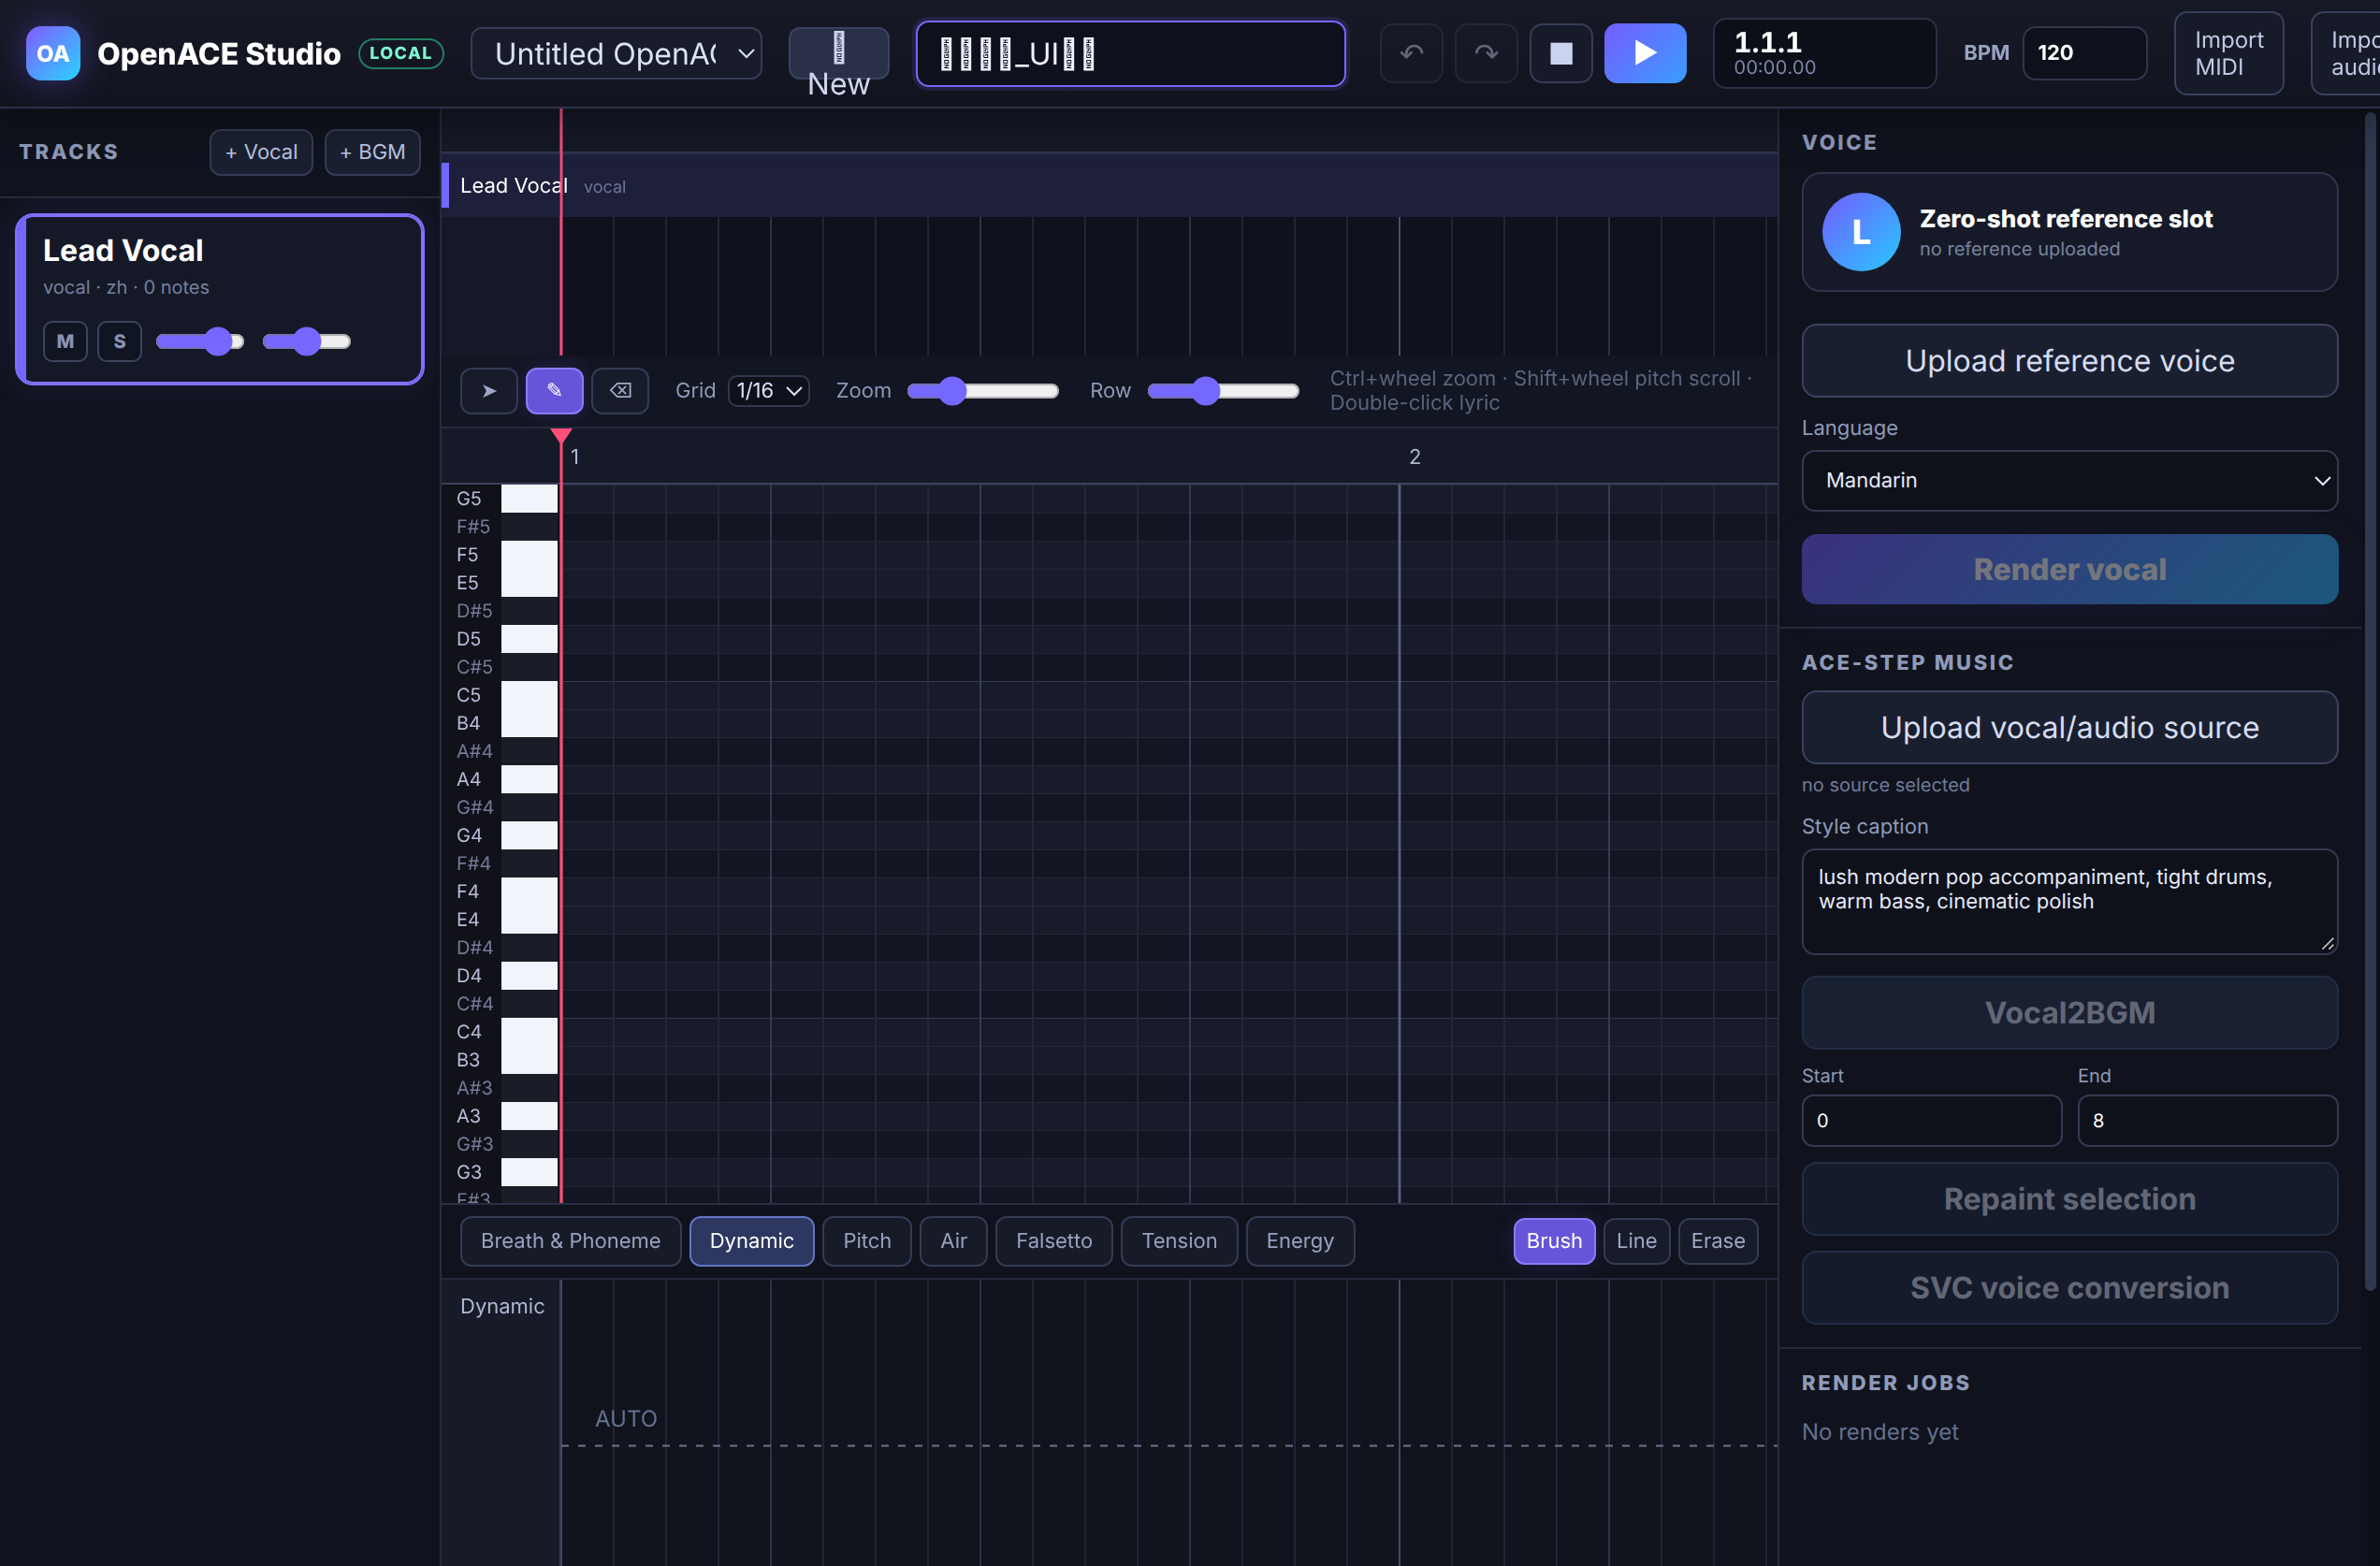 OA OpenACE Studio LOCAL
Untitled OpenAC
New
_UI
1.1.1
00:00.00
BPM 120
Import
MIDI
Impo
audi
TRACKS
+ Vocal
+ BGM
Lead Vocal
vocal · zh · 0 notes
M S
Lead Vocal vocal
Grid 1/16
Zoom
Row
Ctrl+wheel zoom · Shift+wheel pitch scroll ·
Double-click lyric
1 2
G5
F#5
F5
E5
D#5
D5
C#5
C5
B4
A#4
A4
G#4
G4
F#4
F4
E4
D#4
D4
C#4
C4
B3
A#3
A3
G#3
G3
F#3
Breath & Phoneme
Dynamic
Pitch
Air
Falsetto
Tension
Energy
Brush
Line
Erase
Dynamic
AUTO
VOICE
L
Zero-shot reference slot
no reference uploaded
Upload reference voice
Language
Mandarin
Render vocal
ACE-STEP MUSIC
Upload vocal/audio source
no source selected
Style caption
lush modern pop accompaniment, tight drums,
warm bass, cinematic polish
Vocal2BGM
Start End
0 8
Repaint selection
SVC voice conversion
RENDER JOBS
No renders yet